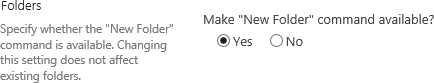 Folders
Specify whether the "New Folder"
command is available. Changing
this setting does not affect
existing folders.
Make "New Folder" command available?
Yes No